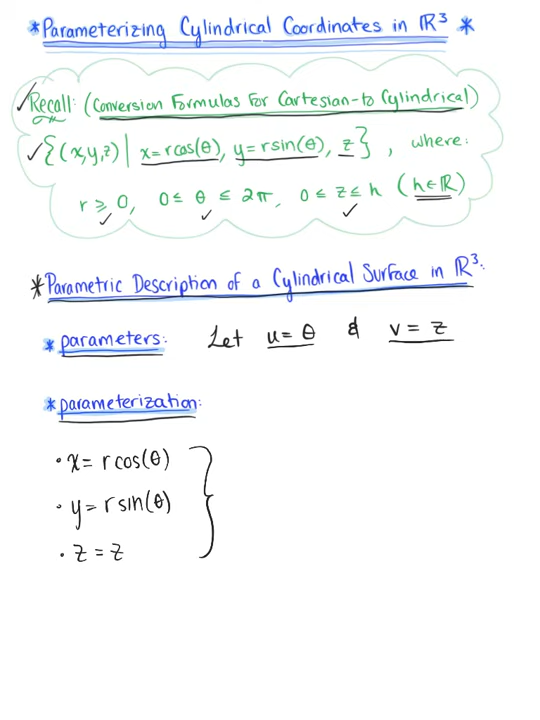 *Parameterizing Cylindrical Coordinates in ℝ³ *
✓Recall: (Conversion Formulas For Cartesian-to Cylindrical)
✓{(x,y,z) | x=rcos(θ), y=rsin(θ), z}, where:
r ≥ 0, 0 ≤ θ ≤ 2π, 0 ≤ z ≤ h (h∈ℝ)
*Parametric Description of a Cylindrical Surface in ℝ³:
*parameters: Let u=θ & v=z
*parameterization:
• x= rcos(θ)
• y= rsin(θ)
• z = z